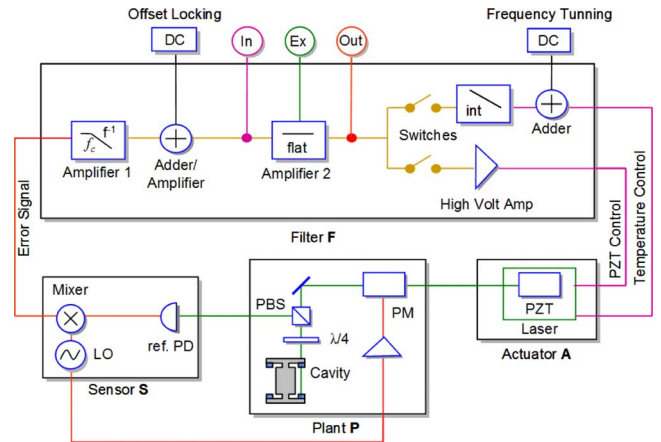 Offset Locking
Frequency Tunning
DC
In
Ex
Out
DC
f⁻¹
f_c
Amplifier 1
Adder/
Amplifier
flat
Amplifier 2
Switches
int
Adder
High Volt Amp
Filter F
Error Signal
PZT Control
Temperature Control
Mixer
LO
ref. PD
Sensor S
PBS
PM
λ/4
Cavity
Plant P
PZT
Laser
Actuator A